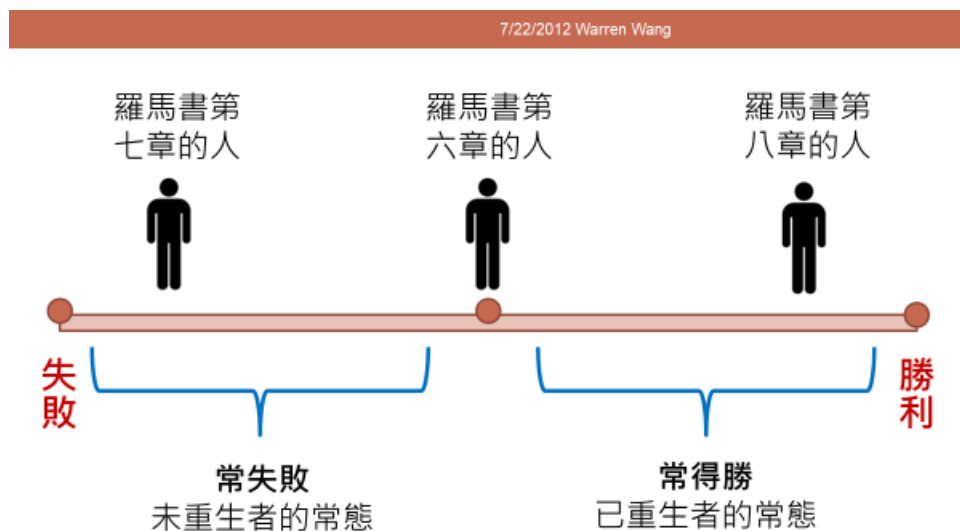 7/22/2012 Warren Wang
羅馬書第
七章的人
羅馬書第
六章的人
羅馬書第
八章的人
失
敗
勝
利
常失敗
未重生者的常態
常得勝
已重生者的常態